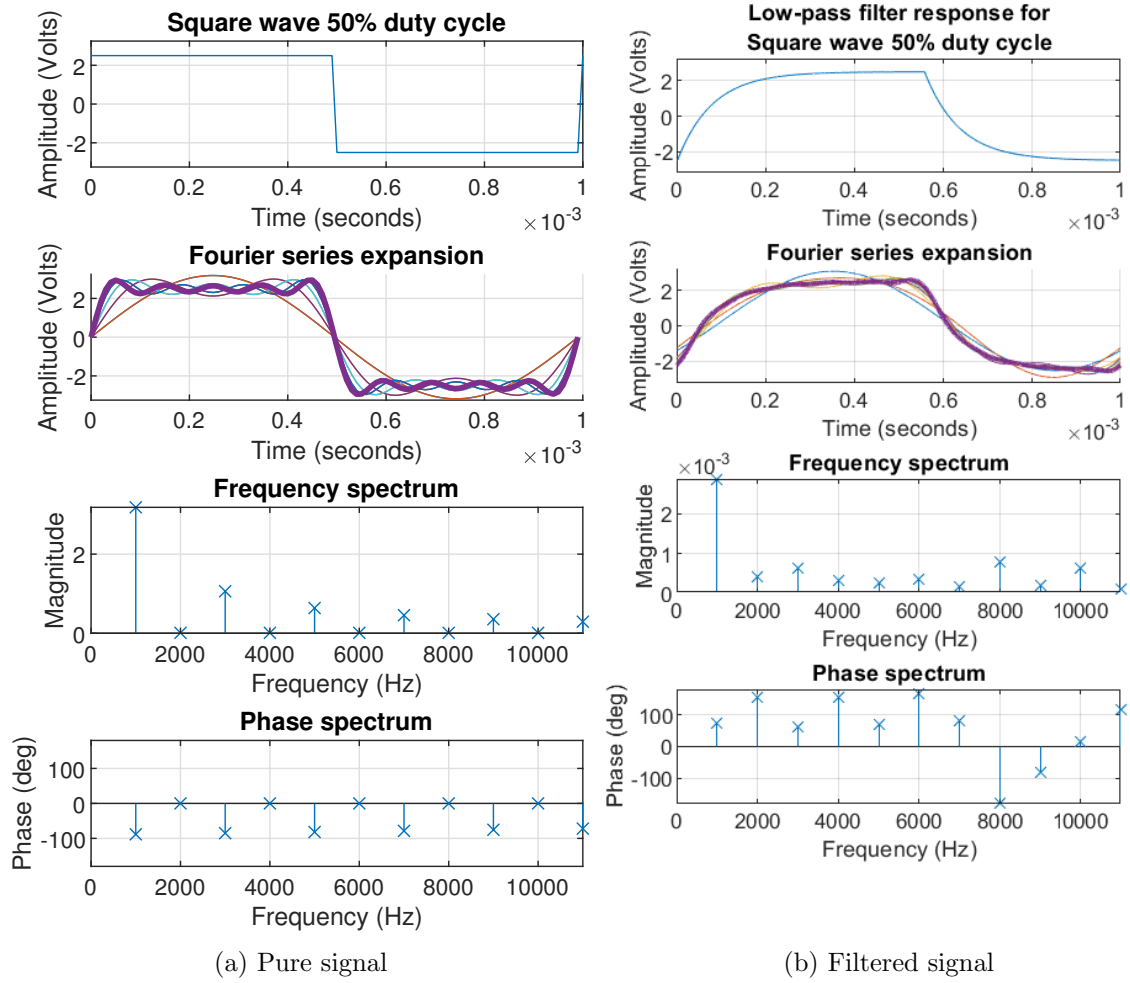 Square wave 50% duty cycle
Amplitude (Volts)
2
0
-2
0 0.2 0.4 0.6 0.8 1
Time (seconds)
×10-3
Fourier series expansion
Amplitude (Volts)
2
0
-2
0 0.2 0.4 0.6 0.8 1
Time (seconds)
×10-3
Frequency spectrum
Magnitude
2
0
0 2000 4000 6000 8000 10000
Frequency (Hz)
Phase spectrum
Phase (deg)
100
0
-100
0 2000 4000 6000 8000 10000
Frequency (Hz)
(a) Pure signal
Low-pass filter response for
Square wave 50% duty cycle
Amplitude (Volts)
2
0
-2
0 0.2 0.4 0.6 0.8 1
Time (seconds)
×10-3
Fourier series expansion
Amplitude (Volts)
2
0
-2
0 0.2 0.4 0.6 0.8 1
Time (seconds)
×10-3
×10-3
Frequency spectrum
Magnitude
2
1
0
0 2000 4000 6000 8000 10000
Frequency (Hz)
Phase spectrum
Phase (deg)
100
0
-100
0 2000 4000 6000 8000 10000
Frequency (Hz)
(b) Filtered signal